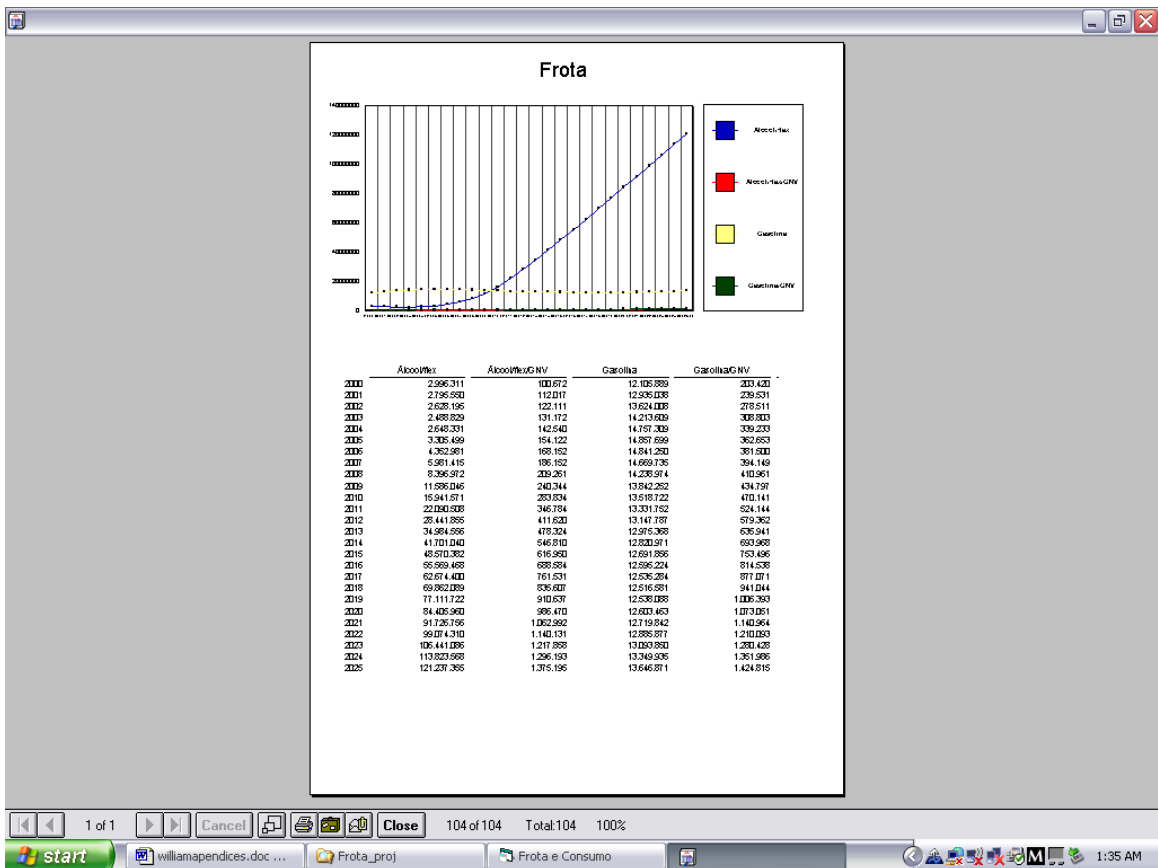 Frota
140000000
120000000
100000000
80000000
60000000
40000000
20000000
0
Álcool/flex
Álcool/flex/GNV
Gasolina
Gasolina/GNV
Álcool/flex Álcool/flex/GNV Gasolina Gasolina/GNV
2000 2.996.311 100.672 12.105.889 203.420
2001 2.795.550 112.017 12.935.038 239.531
2002 2.628.195 122.111 13.624.008 278.511
2003 2.488.829 131.172 14.213.609 308.803
2004 2.648.331 142.540 14.757.309 339.233
2005 3.305.499 154.122 14.857.699 362.653
2006 4.352.981 168.152 14.841.250 381.500
2007 5.981.415 186.152 14.669.735 394.149
2008 8.396.972 209.261 14.238.974 410.961
2009 11.586.046 240.344 13.842.252 434.797
2010 15.941.571 283.834 13.518.722 470.141
2011 22.090.508 346.784 13.331.752 524.144
2012 28.441.855 411.620 13.147.787 579.362
2013 34.984.556 478.324 12.975.368 635.941
2014 41.701.040 546.810 12.820.971 693.968
2015 48.570.382 616.950 12.691.856 753.496
2016 55.569.468 688.584 12.595.224 814.538
2017 62.674.400 761.531 12.535.284 877.071
2018 69.862.089 835.607 12.516.581 941.044
2019 77.111.722 910.637 12.538.088 1.006.393
2020 84.405.960 986.470 12.603.463 1.073.051
2021 91.726.756 1.062.992 12.719.842 1.140.964
2022 99.074.310 1.140.131 12.885.877 1.210.093
2023 106.441.086 1.217.858 13.093.850 1.280.428
2024 113.823.568 1.296.193 13.349.935 1.351.986
2025 121.237.355 1.375.195 13.646.871 1.424.815
1 of 1 Cancel Close 104 of 104 Total:104 100%
start williamapendices.doc ... Frota_proj Frota e Consumo M 1:35 AM